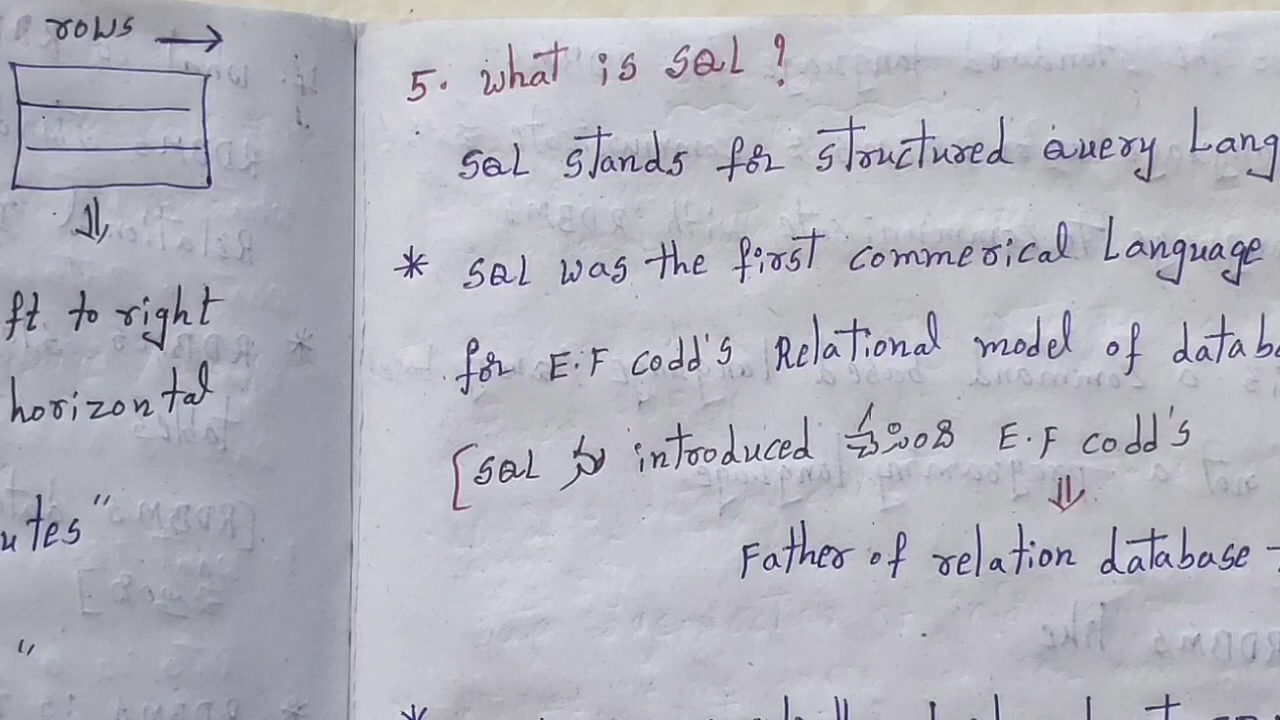 rows
ft to right
horizontal
utes"
"
5. what is SQL?
SQL stands for structured Query Lang
* SQL was the first commerical Language
for E.F codd's Relational model of datab
[SQL introduced E.F codd's
Father of relation database
*